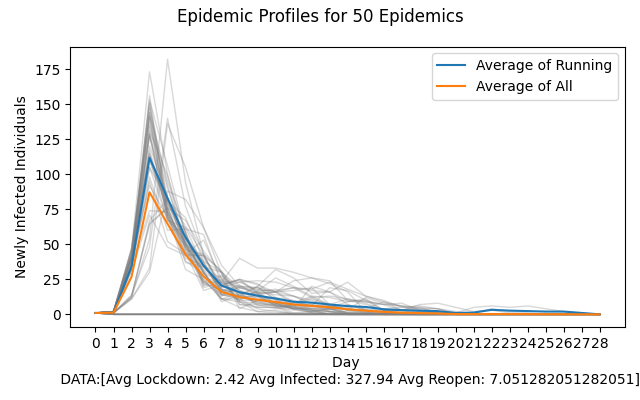 Epidemic Profiles for 50 Epidemics
Average of Running
Average of All
Newly Infected Individuals
175
150
125
100
75
50
25
0
0 1 2 3 4 5 6 7 8 9 10 11 12 13 14 15 16 17 18 19 20 21 22 23 24 25 26 27 28
Day
DATA:[Avg Lockdown: 2.42 Avg Infected: 327.94 Avg Reopen: 7.051282051282051]